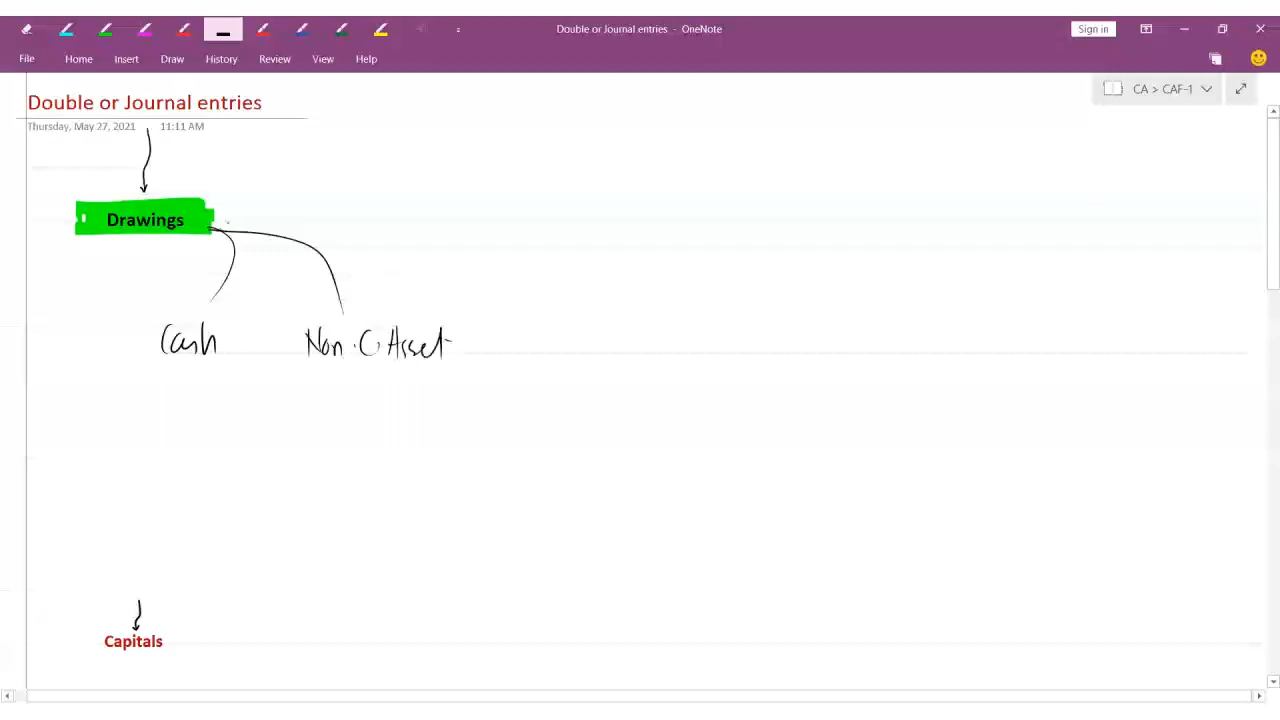 Double or Journal entries - OneNote
Sign in
File Home Insert Draw History Review View Help
Double or Journal entries
CA > CAF-1
Thursday, May 27, 2021 11:11 AM
Drawings
Cash Non.C.Asset
Capitals